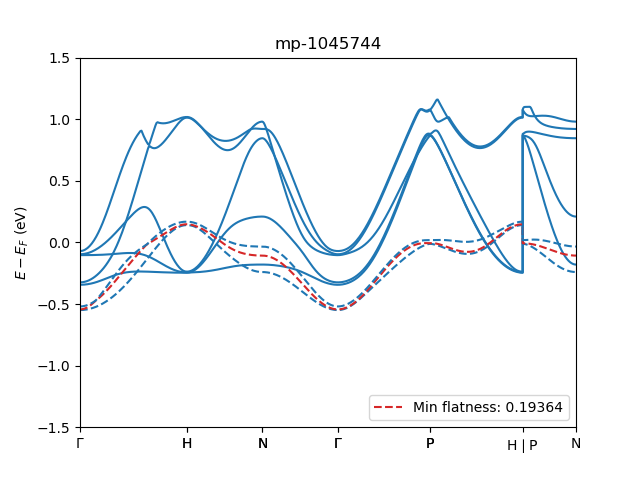 mp-1045744
1.5
1.0
0.5
0.0
−0.5
−1.0
−1.5
E − E_F (eV)
Min flatness: 0.19364
Γ H N Γ P H | P N